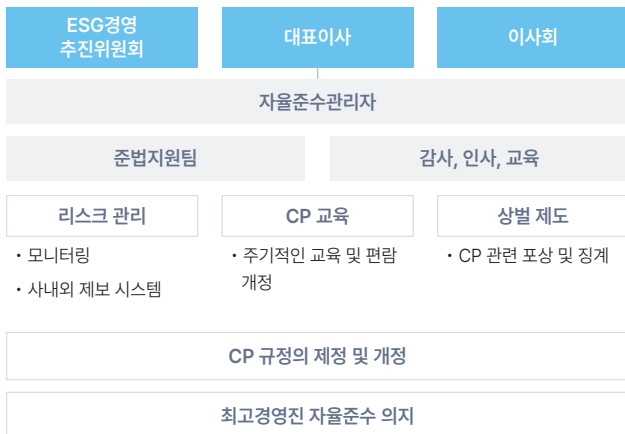 ESG경영
추진위원회
대표이사
이사회
자율준수관리자
준법지원팀
감사, 인사, 교육
리스크 관리
CP 교육
상벌 제도
• 모니터링
• 사내외 제보 시스템
• 주기적인 교육 및 편람
개정
• CP 관련 포상 및 징계
CP 규정의 제정 및 개정
최고경영진 자율준수 의지